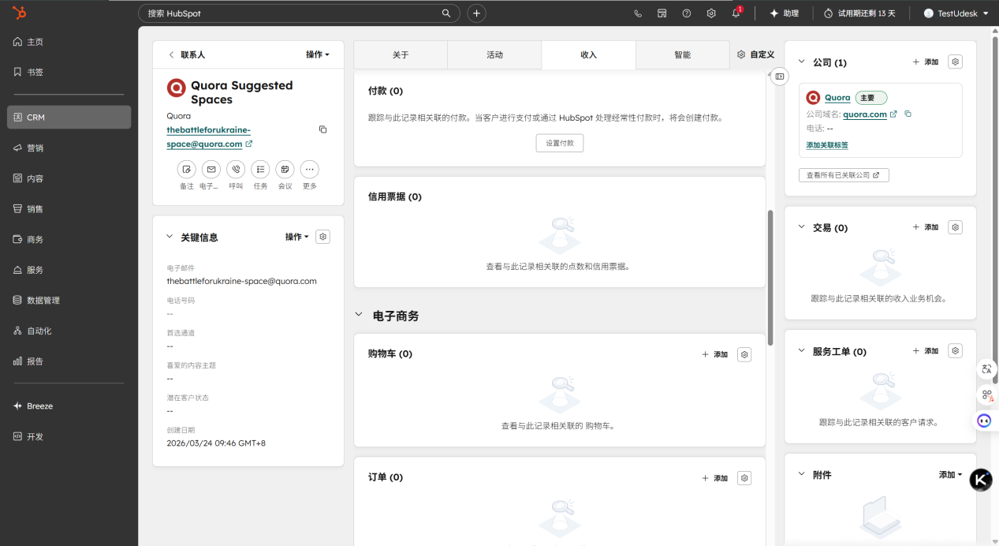 搜索 HubSpot
1
助理
试用期还剩 13 天
TestUdesk
主页
书签
CRM
营销
内容
销售
商务
服务
数据管理
自动化
报告
Breeze
开发
联系人
操作
Quora Suggested
Spaces
Quora
thebattleforukraine-
space@quora.com
备注
电子...
呼叫
任务
会议
更多
关键信息
操作
电子邮件
thebattleforukraine-space@quora.com
电话号码
--
首选通道
--
喜爱的内容主题
--
潜在客户状态
--
创建日期
2026/03/24 09:46 GMT+8
关于
活动
收入
智能
自定义
付款 (0)
跟踪与此记录相关联的付款。当客户进行支付或通过 HubSpot 处理经常性付款时，将会创建付款。
设置付款
信用票据 (0)
查看与此记录相关联的点数和信用票据。
电子商务
购物车 (0)
+ 添加
查看与此记录相关联的 购物车。
订单 (0)
+ 添加
公司 (1)
+ 添加
Quora
主要
公司域名: quora.com
电话: --
添加关联标签
查看所有已关联公司
交易 (0)
+ 添加
跟踪与此记录相关联的收入业务机会。
服务工单 (0)
+ 添加
跟踪与此记录相关联的客户请求。
附件
添加
K